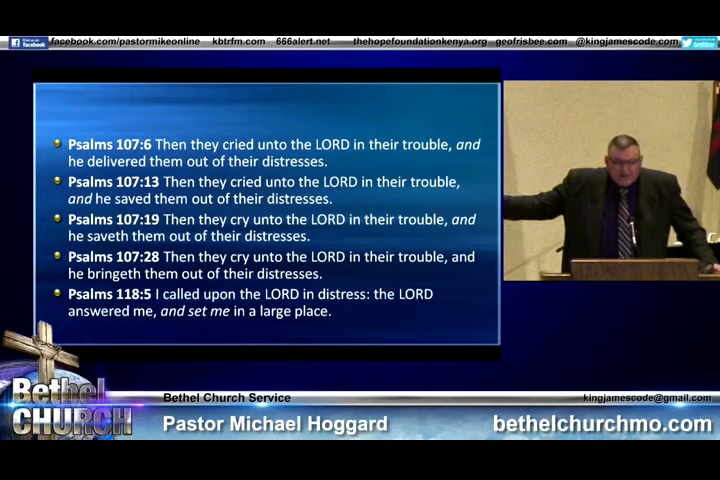 Find us on facebook
facebook.com/pastormikeonline kbtrfm.com 666alert.net thehopefoundationkenya.org geofrisbee.com @kingjamescode.com
Psalms 107:6 Then they cried unto the LORD in their trouble, and
he delivered them out of their distresses.
Psalms 107:13 Then they cried unto the LORD in their trouble,
and he saved them out of their distresses.
Psalms 107:19 Then they cry unto the LORD in their trouble, and
he saveth them out of their distresses.
Psalms 107:28 Then they cry unto the LORD in their trouble, and
he bringeth them out of their distresses.
Psalms 118:5 I called upon the LORD in distress: the LORD
answered me, and set me in a large place.
Bethel
CHURCH
Bethel Church Service kingjamescode@gmail.com
Pastor Michael Hoggard bethelchurchmo.com